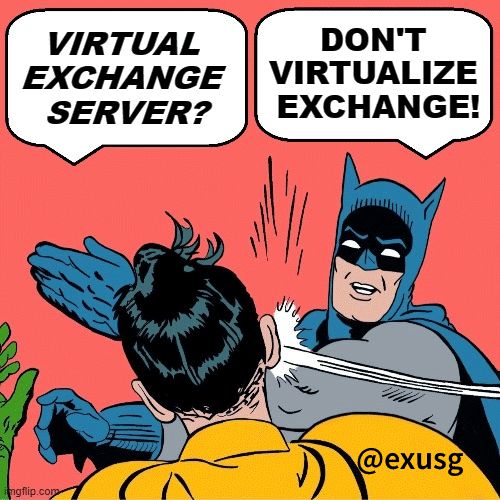 VIRTUAL
EXCHANGE
SERVER?
DON'T
VIRTUALIZE
EXCHANGE!
@exusg
imgflip.com